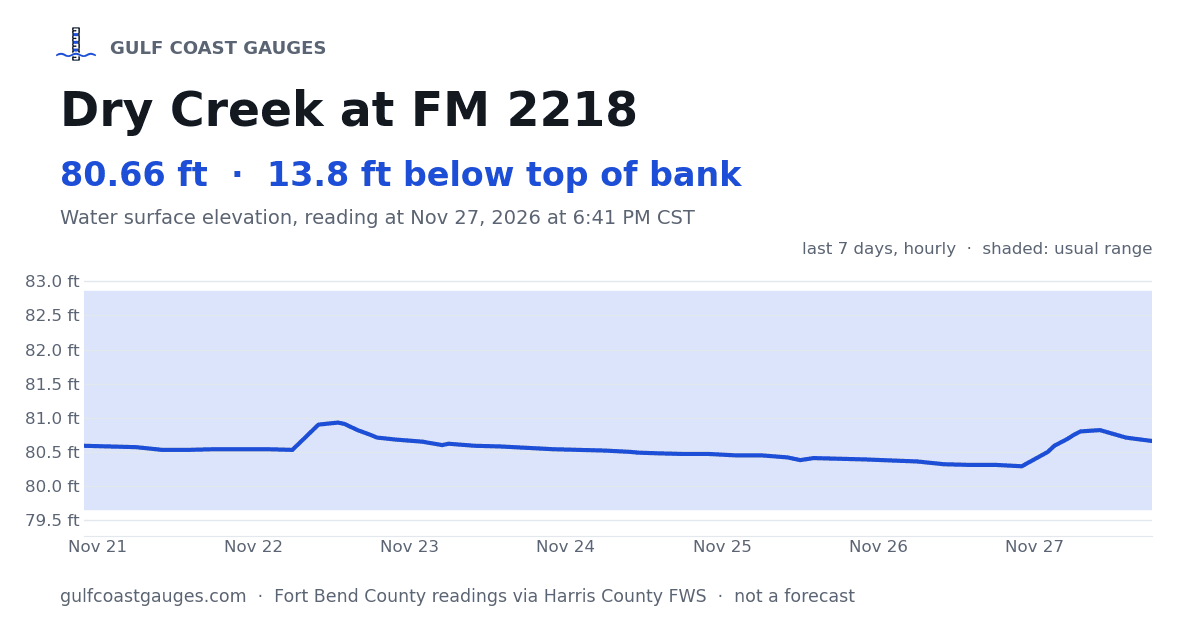 GULF COAST GAUGES
Dry Creek at FM 2218
80.66 ft · 13.8 ft below top of bank
Water surface elevation, reading at Nov 27, 2026 at 6:41 PM CST
last 7 days, hourly · shaded: usual range
83.0 ft
82.5 ft
82.0 ft
81.5 ft
81.0 ft
80.5 ft
80.0 ft
79.5 ft
Nov 21 Nov 22 Nov 23 Nov 24 Nov 25 Nov 26 Nov 27
gulfcoastgauges.com · Fort Bend County readings via Harris County FWS · not a forecast